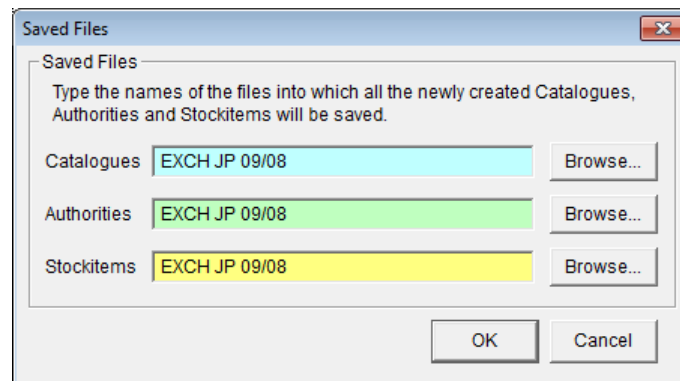 Saved Files
Saved Files
Type the names of the files into which all the newly created Catalogues,
Authorities and Stockitems will be saved.
Catalogues EXCH JP 09/08 Browse...
Authorities EXCH JP 09/08 Browse...
Stockitems EXCH JP 09/08 Browse...
OK Cancel